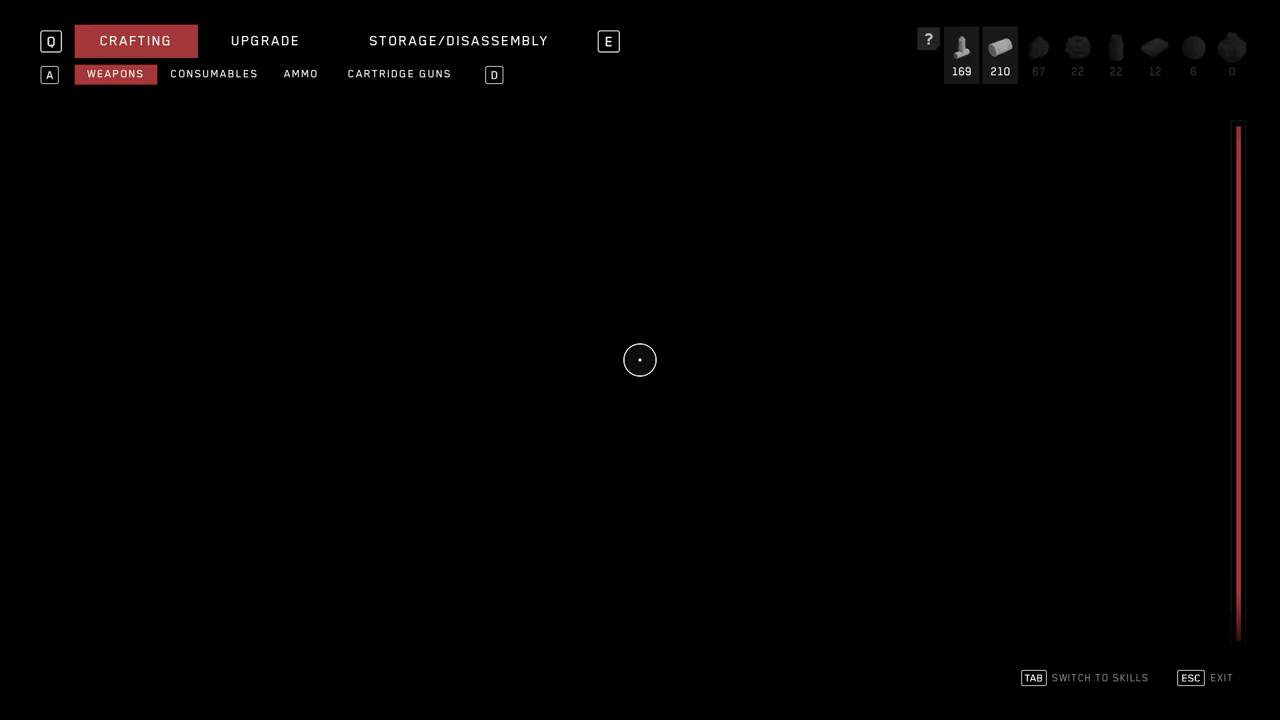 Q CRAFTING UPGRADE STORAGE/DISASSEMBLY E
A WEAPONS CONSUMABLES AMMO CARTRIDGE GUNS D
?
169 210 67 22 22 12 6 0
TAB SWITCH TO SKILLS ESC EXIT